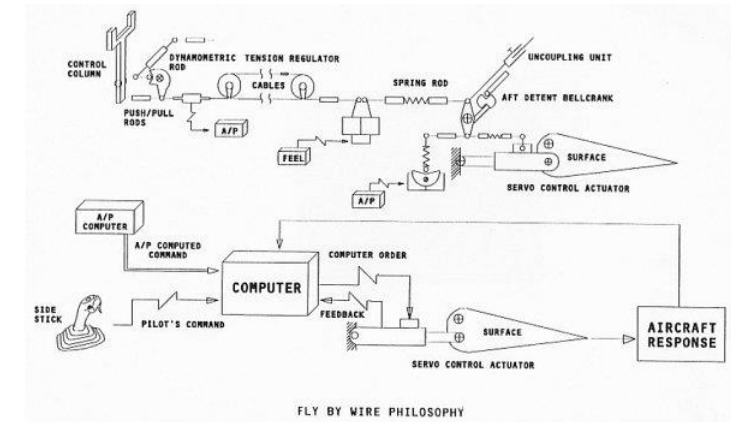 CONTROL
COLUMN
DYNAMOMETRIC
ROD
TENSION REGULATOR
CABLES
UNCOUPLING UNIT
SPRING ROD
AFT DETENT BELLCRANK
PUSH/PULL
RODS
A/P
FEEL
A/P
SURFACE
SERVO CONTROL ACTUATOR
A/P
COMPUTER
A/P COMPUTED
COMMAND
COMPUTER
COMPUTER ORDER
FEEDBACK
SIDE
STICK
PILOT'S COMMAND
SURFACE
SERVO CONTROL ACTUATOR
AIRCRAFT
RESPONSE
FLY BY WIRE PHILOSOPHY